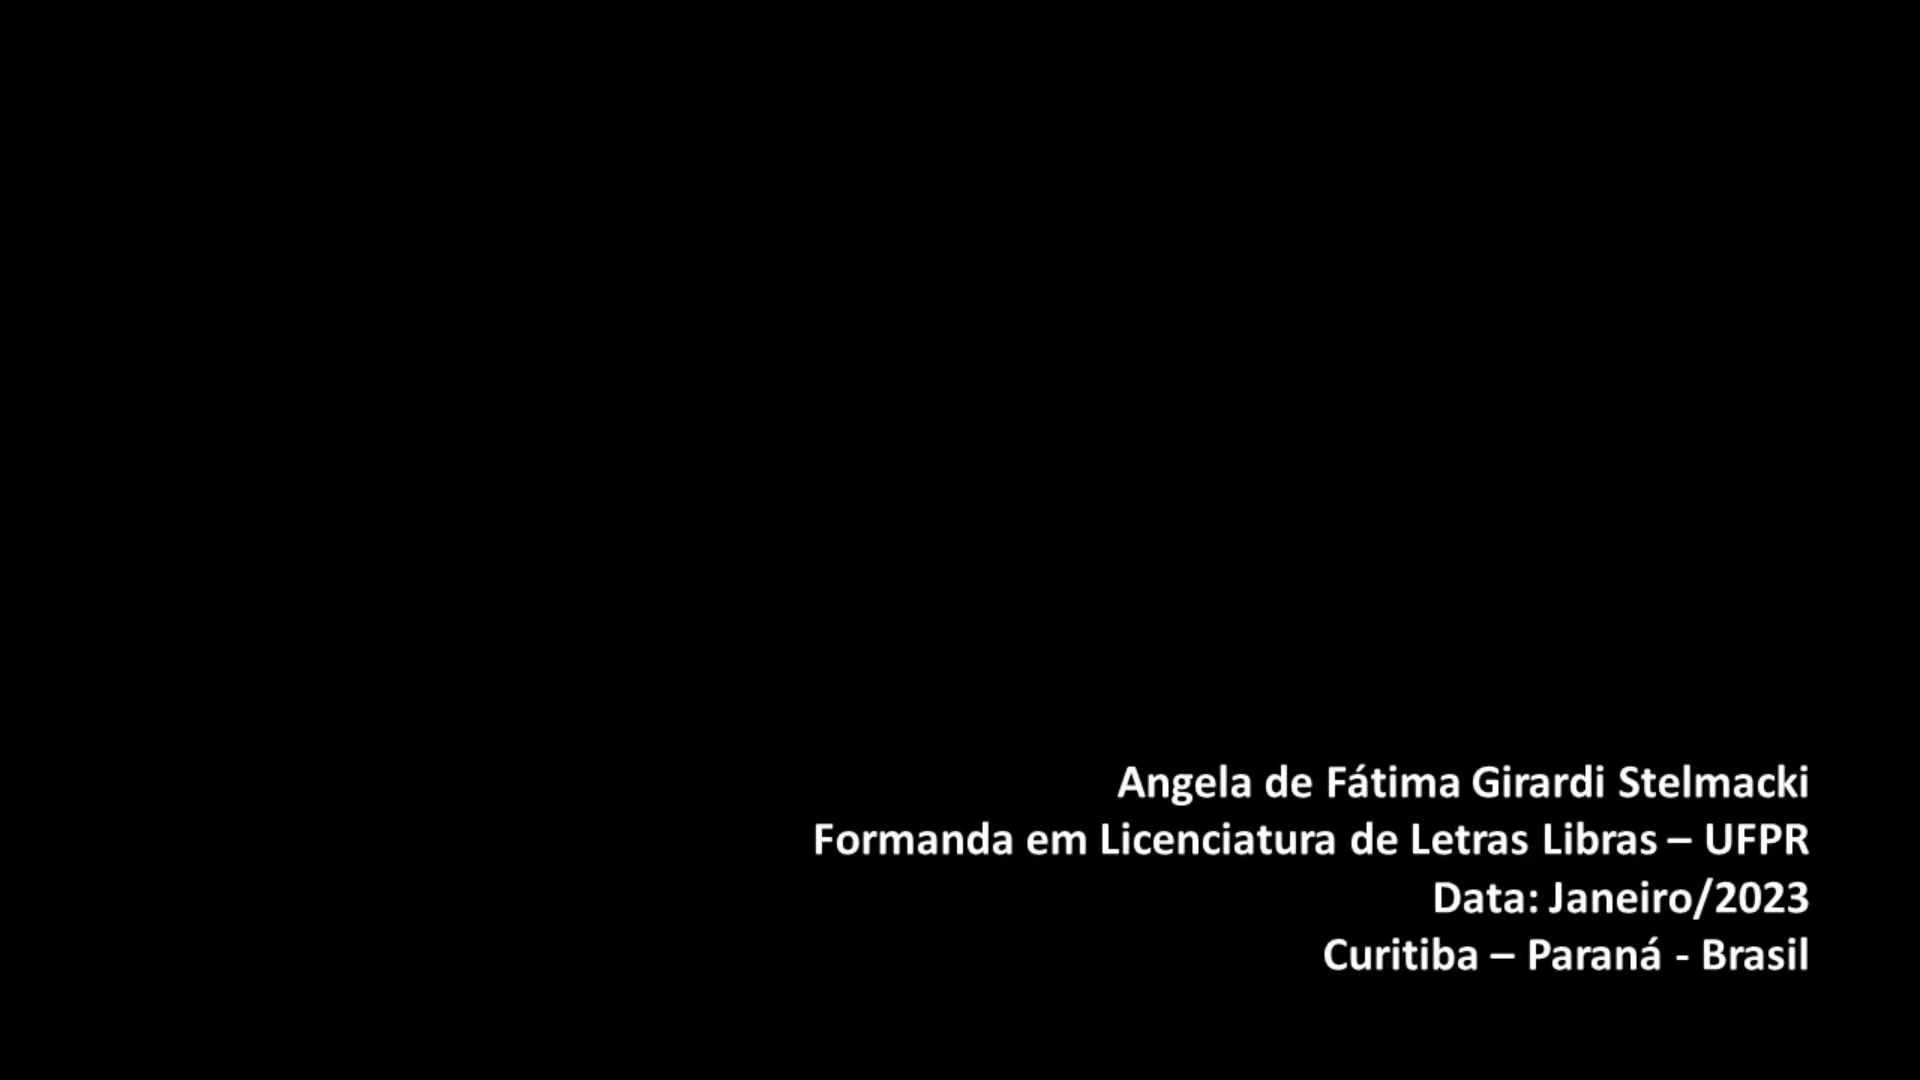 Angela de Fátima Girardi Stelmacki
Formanda em Licenciatura de Letras Libras – UFPR
Data: Janeiro/2023
Curitiba – Paraná - Brasil